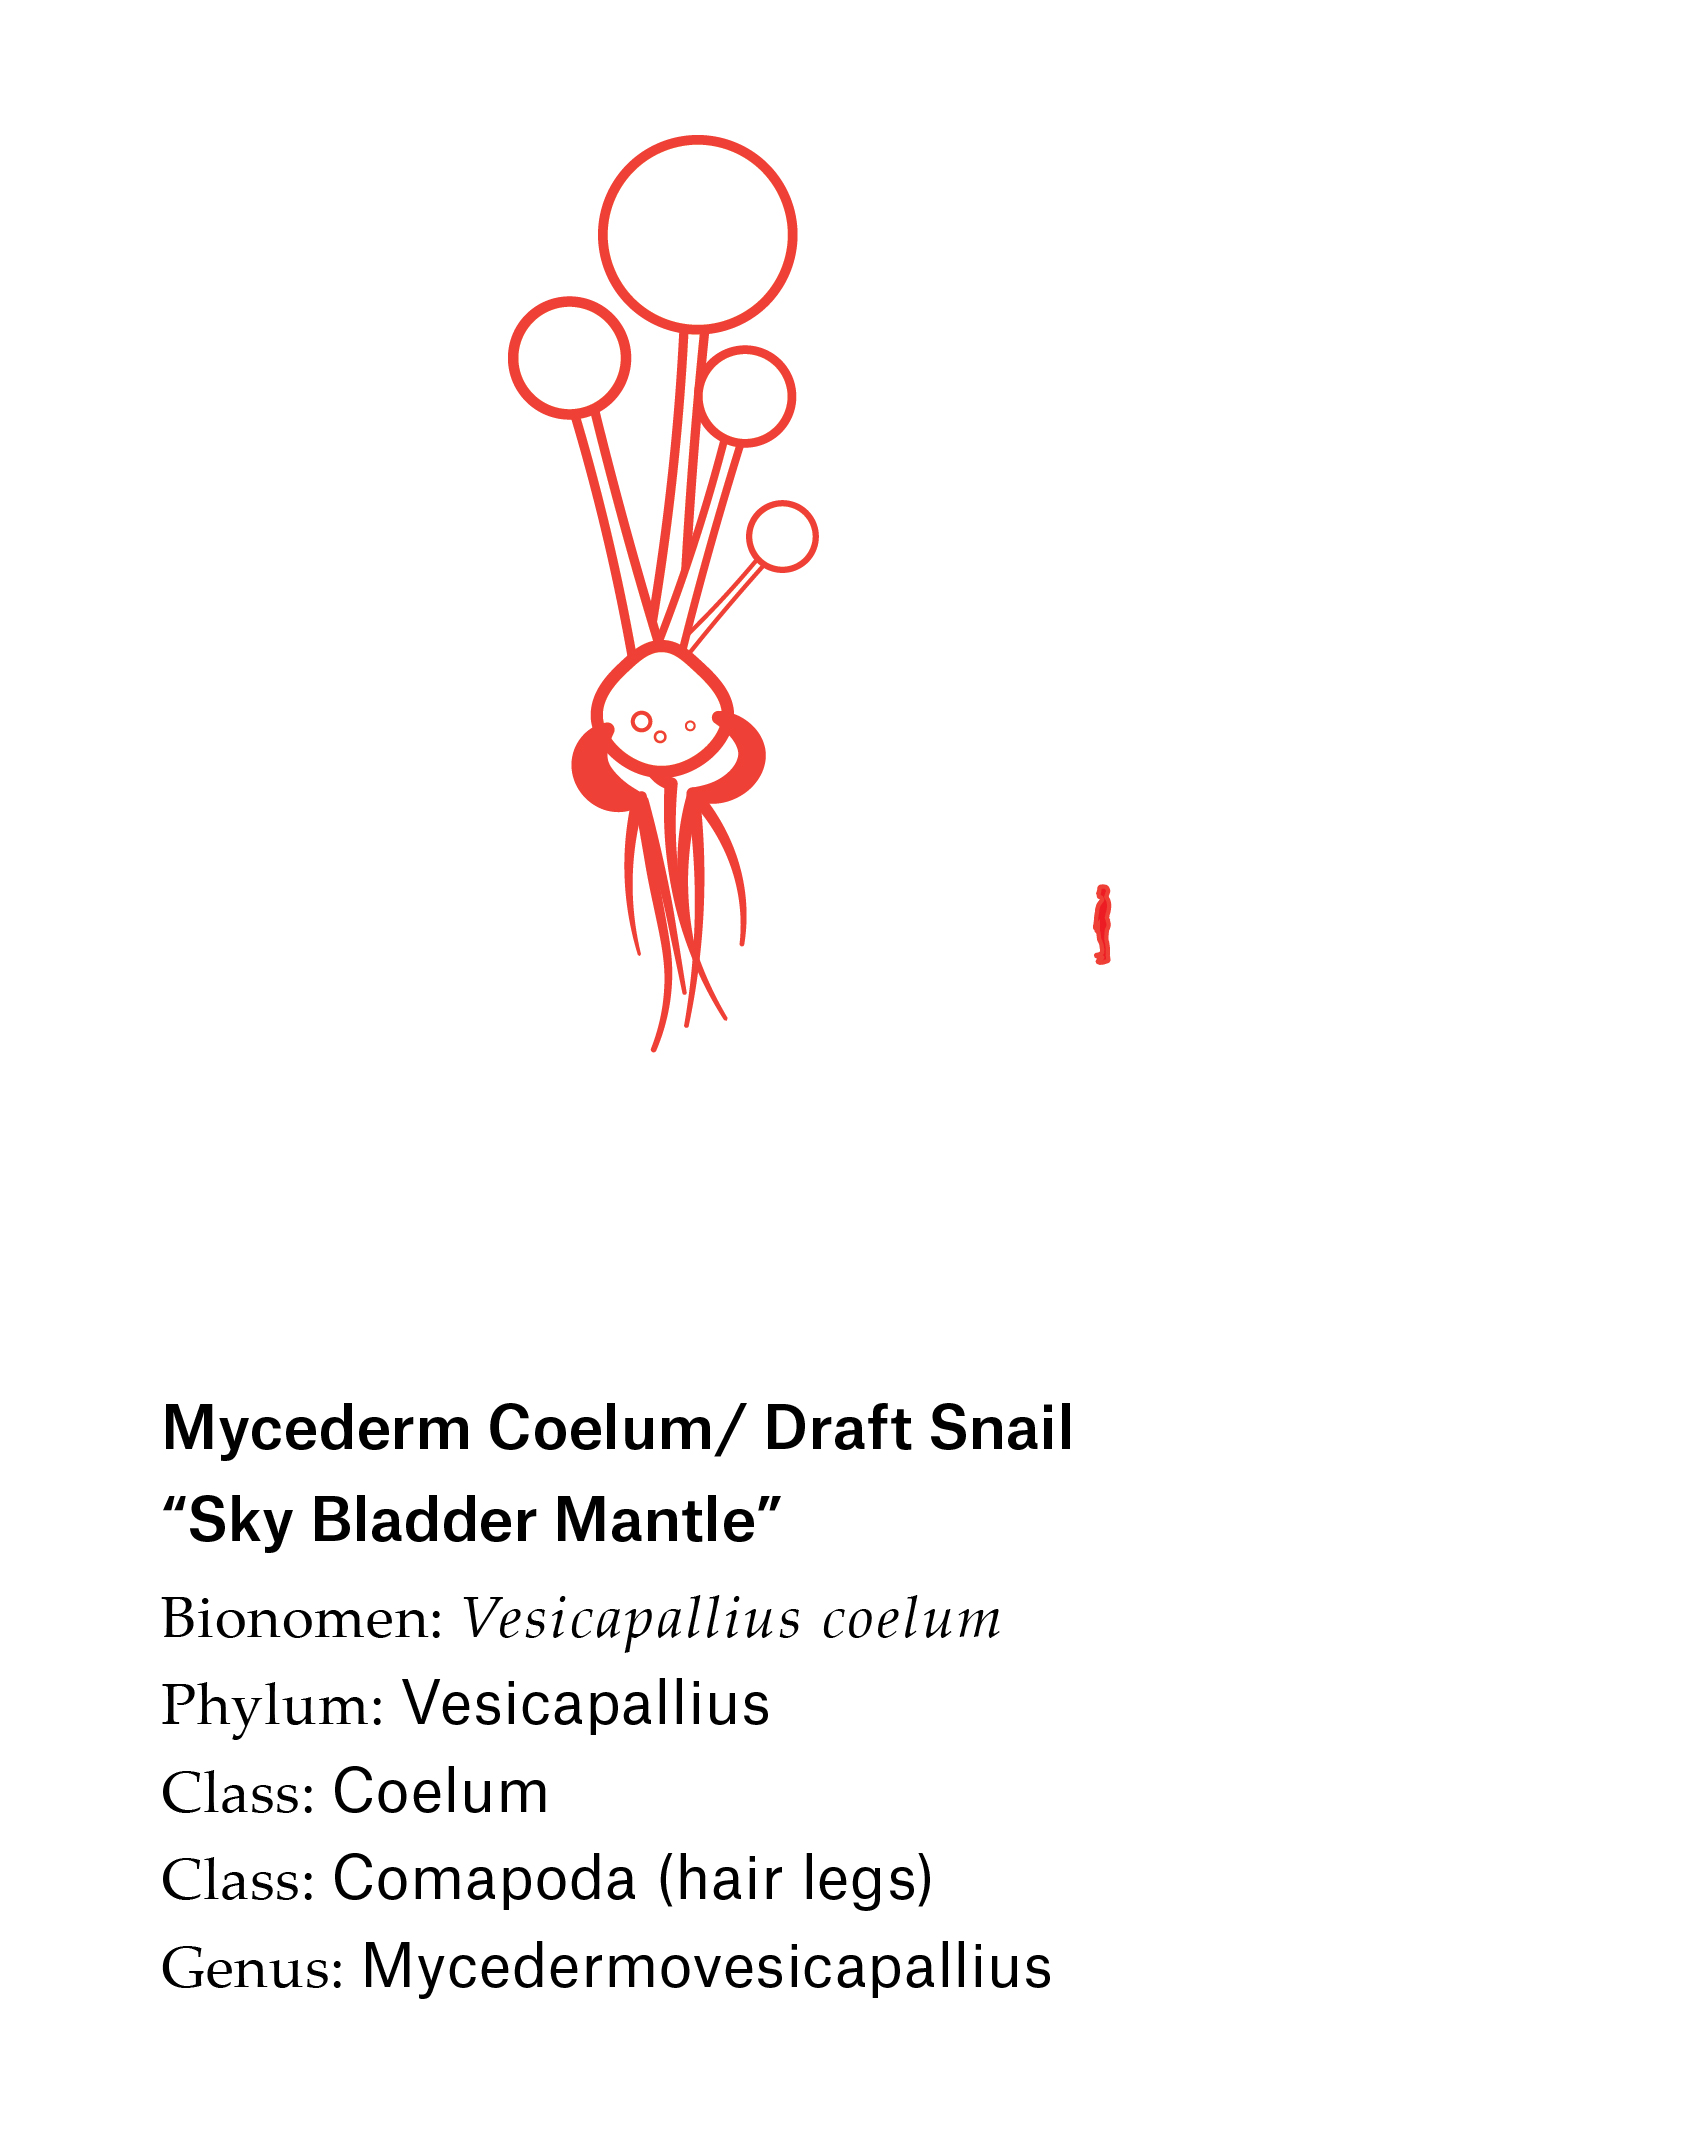 Mycederm Coelum/ Draft Snail
“Sky Bladder Mantle”
Bionomen: Vesicapallius coelum
Phylum: Vesicapallius
Class: Coelum
Class: Comapoda (hair legs)
Genus: Mycedermovesicapallius